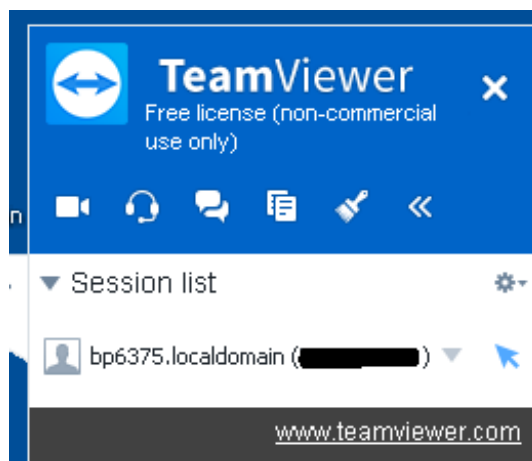 TeamViewer
Free license (non-commercial
use only)
n
Session list
bp6375.localdomain ( )
www.teamviewer.com